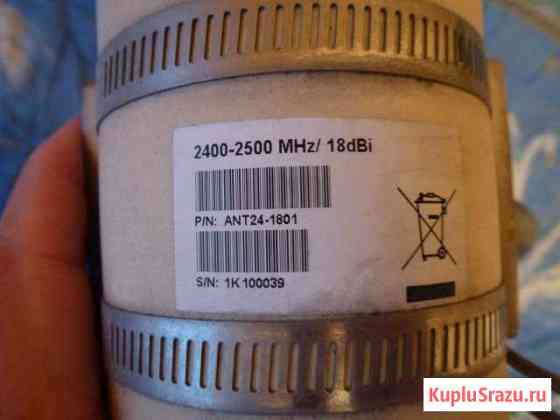 2400-2500 MHz/ 18dBi
P/N: ANT24-1801
S/N: 1K100039
KupluSrazu.ru